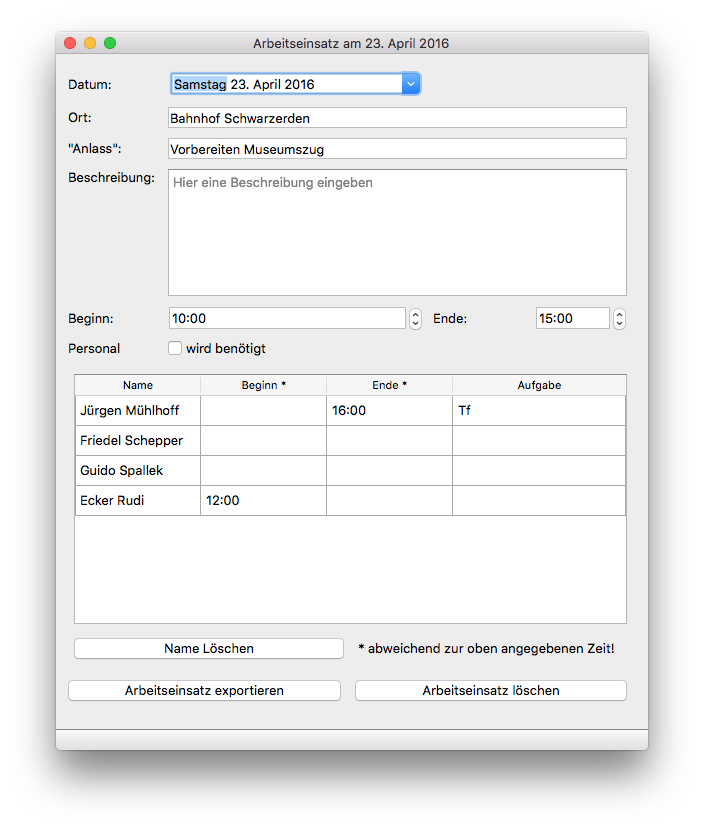 Arbeitseinsatz am 23. April 2016
Datum: Samstag 23. April 2016
Ort: Bahnhof Schwarzerden
"Anlass": Vorbereiten Museumszug
Beschreibung: Hier eine Beschreibung eingeben
Beginn: 10:00 Ende: 15:00
Personal wird benötigt
Name Beginn * Ende * Aufgabe
Jürgen Mühlhoff 16:00 Tf
Friedel Schepper
Guido Spallek
Ecker Rudi 12:00
Name Löschen * abweichend zur oben angegebenen Zeit!
Arbeitseinsatz exportieren Arbeitseinsatz löschen